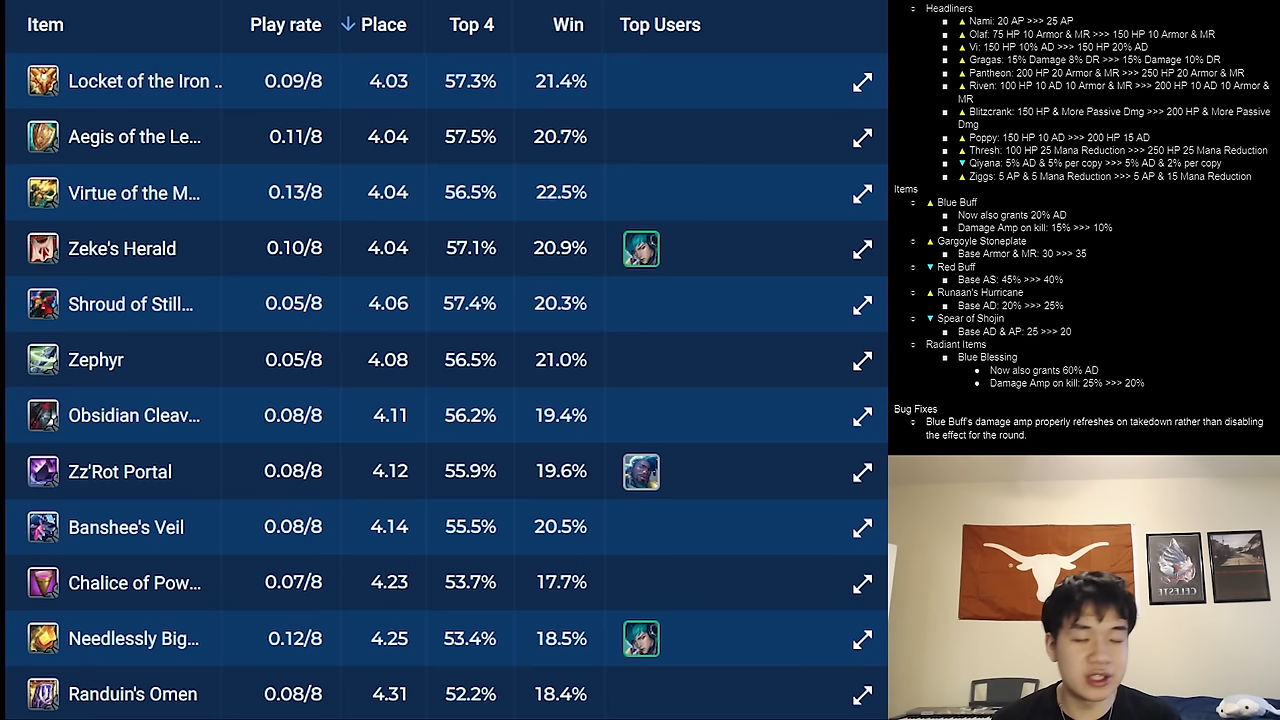 Item Play rate Place Top 4 Win Top Users
Locket of the Iron .. 0.09/8 4.03 57.3% 21.4%
Aegis of the Le... 0.11/8 4.04 57.5% 20.7%
Virtue of the M... 0.13/8 4.04 56.5% 22.5%
Zeke's Herald 0.10/8 4.04 57.1% 20.9%
Shroud of Still... 0.05/8 4.06 57.4% 20.3%
Zephyr 0.05/8 4.08 56.5% 21.0%
Obsidian Cleav... 0.08/8 4.11 56.2% 19.4%
Zz'Rot Portal 0.08/8 4.12 55.9% 19.6%
Banshee's Veil 0.08/8 4.14 55.5% 20.5%
Chalice of Pow... 0.07/8 4.23 53.7% 17.7%
Needlessly Big... 0.12/8 4.25 53.4% 18.5%
Randuin's Omen 0.08/8 4.31 52.2% 18.4%
Headliners
Nami: 20 AP >>> 25 AP
Olaf: 75 HP 10 Armor & MR >>> 150 HP 10 Armor & MR
Vi: 150 HP 10% AD >>> 150 HP 20% AD
Gragas: 15% Damage 8% DR >>> 15% Damage 10% DR
Pantheon: 200 HP 20 Armor & MR >>> 250 HP 20 Armor & MR
Riven: 100 HP 10 AD 10 Armor & MR >>> 200 HP 10 AD 10 Armor &
MR
Blitzcrank: 150 HP & More Passive Dmg >>> 200 HP & More Passive
Dmg
Poppy: 150 HP 10 AD >>> 200 HP 15 AD
Thresh: 100 HP 25 Mana Reduction >>> 250 HP 25 Mana Reduction
Qiyana: 5% AD & 5% per copy >>> 5% AD & 2% per copy
Ziggs: 5 AP & 5 Mana Reduction >>> 5 AP & 15 Mana Reduction
Items
Blue Buff
Now also grants 20% AD
Damage Amp on kill: 15% >>> 10%
Gargoyle Stoneplate
Base Armor & MR: 30 >>> 35
Red Buff
Base AS: 45% >>> 40%
Runaan's Hurricane
Base AD: 20% >>> 25%
Spear of Shojin
Base AD & AP: 25 >>> 20
Radiant Items
Blue Blessing
Now also grants 60% AD
Damage Amp on kill: 25% >>> 20%
Bug Fixes
Blue Buff's damage amp properly refreshes on takedown rather than disabling
the effect for the round.
CELESTE